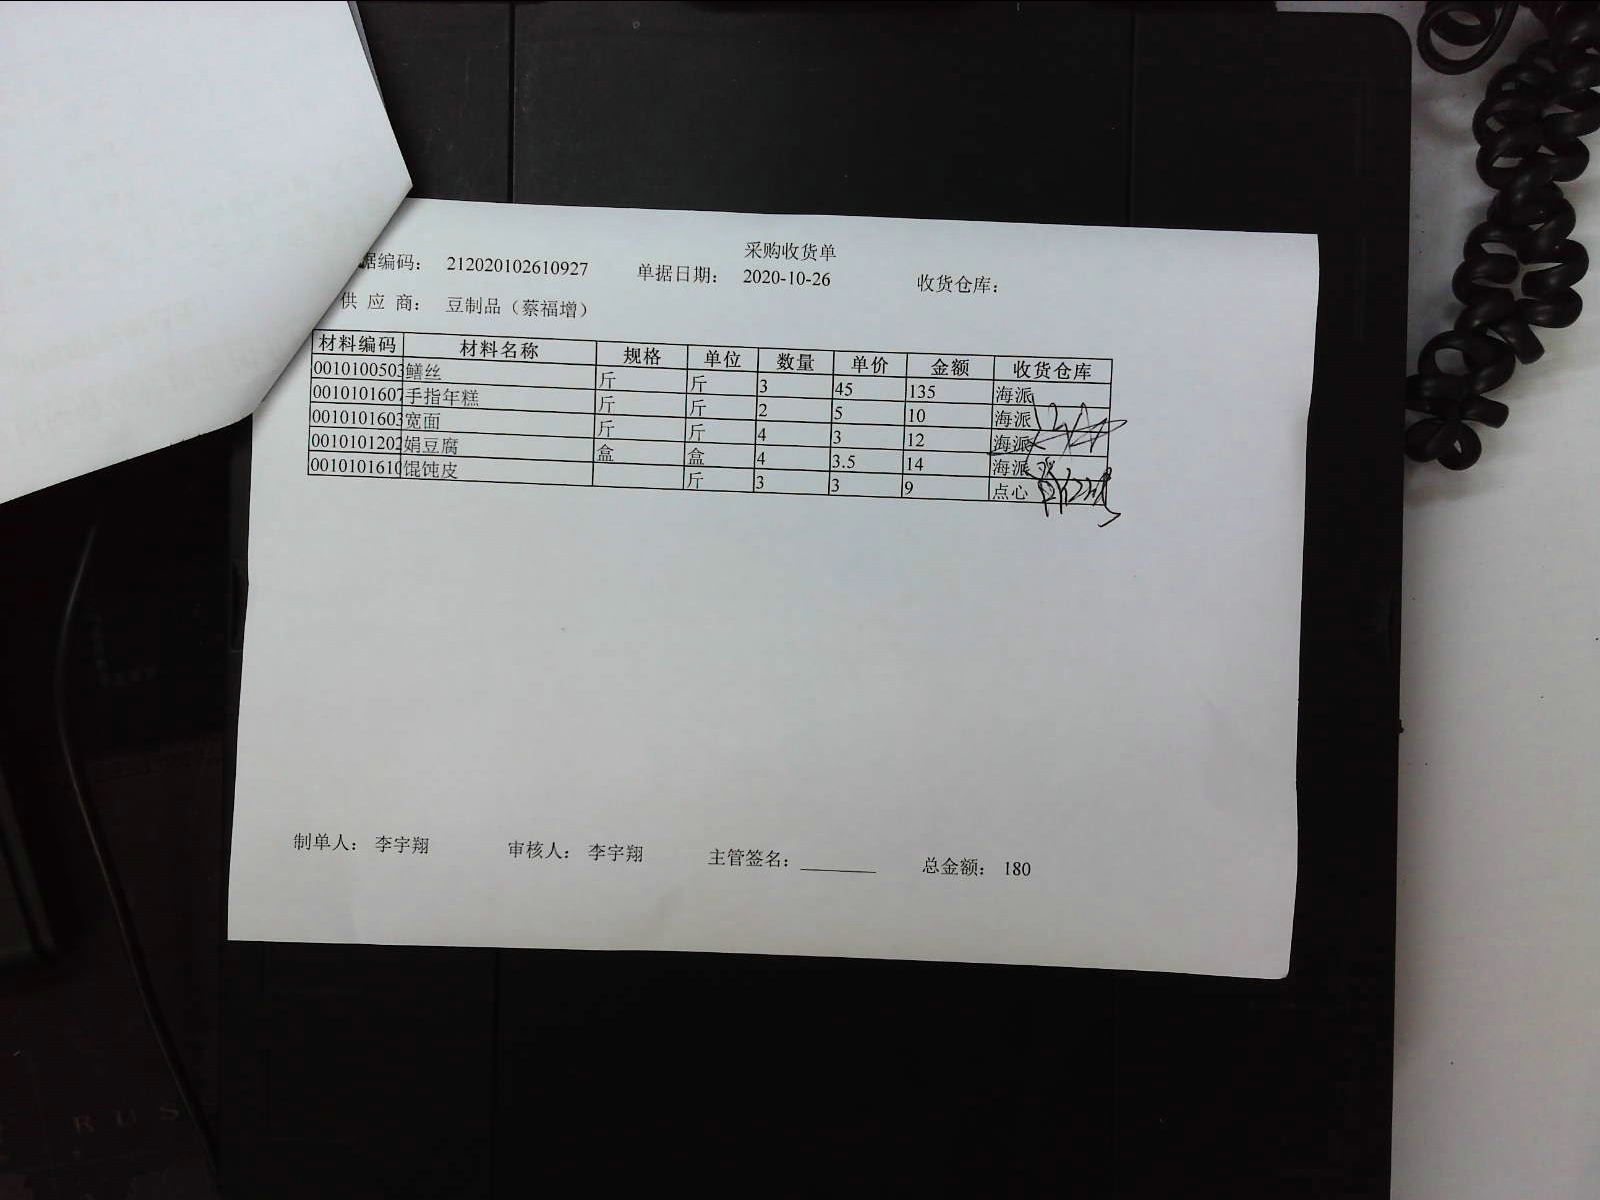 采购收货单
据编码： 212020102610927 单据日期： 2020-10-26 收货仓库：
供 应 商： 豆制品（蔡福增）
材料编码 材料名称 规格 单位 数量 单价 金额 收货仓库
0010100503 鳝丝 斤 斤 3 45 135 海派
0010101607 手指年糕 斤 斤 2 5 10 海派
0010101603 宽面 斤 斤 4 3 12 海派
0010101202 娟豆腐 盒 盒 4 3.5 14 海派
0010101610 馄饨皮 斤 3 3 9 点心
制单人： 李宇翔 审核人： 李宇翔 主管签名： 总金额： 180
RUS